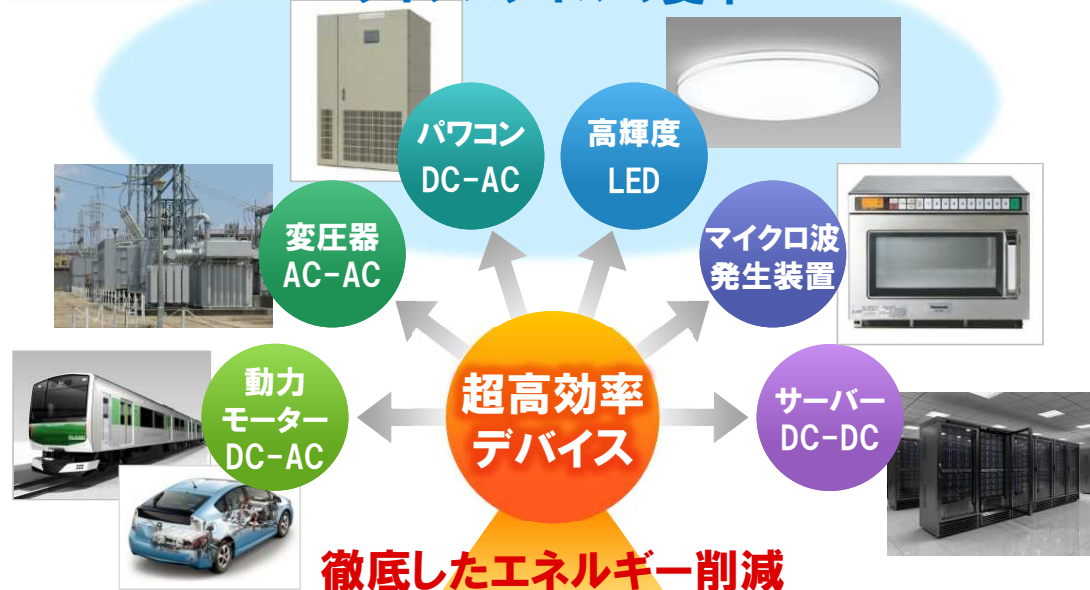 パワコン
DC-AC
高輝度
LED
変圧器
AC-AC
マイクロ波
発生装置
動力
モーター
DC-AC
超高効率
デバイス
サーバー
DC-DC
徹底したエネルギー削減